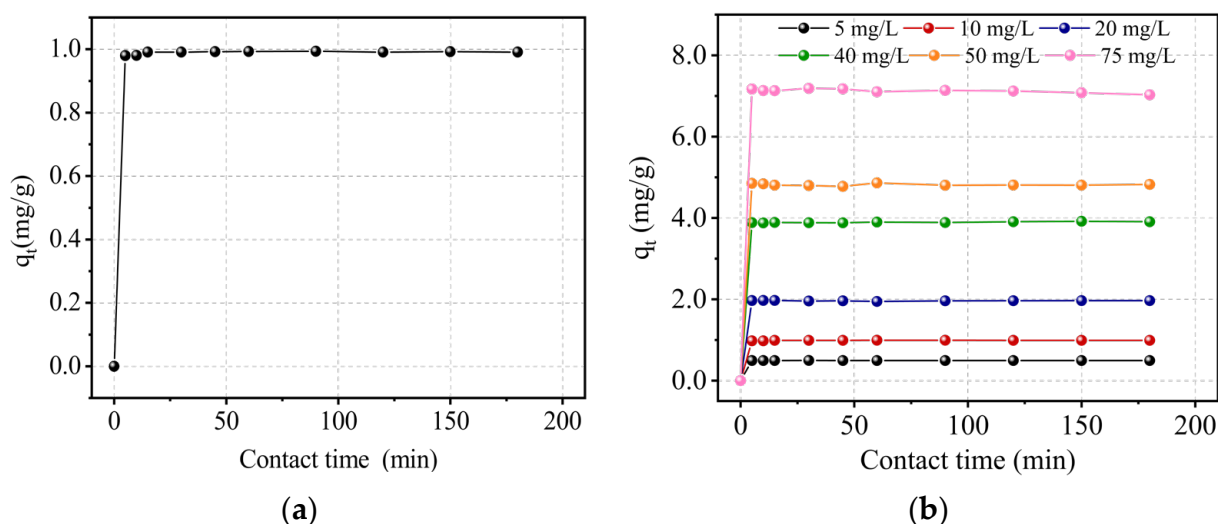 1.0
0.8
0.6
0.4
0.2
0.0
qt(mg/g)
0 50 100 150 200
Contact time (min)
(a)
5 mg/L 10 mg/L 20 mg/L
40 mg/L 50 mg/L 75 mg/L
8.0
6.0
4.0
2.0
0.0
qt (mg/g)
0 50 100 150 200
Contact time (min)
(b)